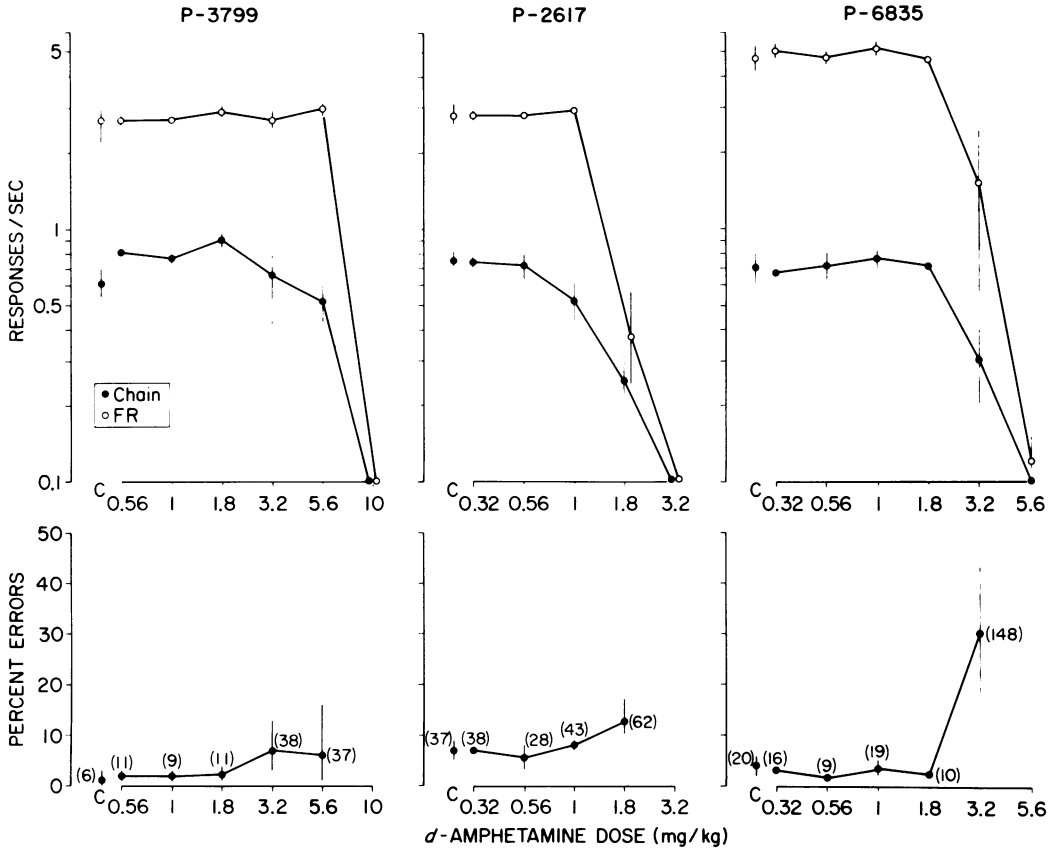 P-3799 P-2617 P-6835
5
1
0.5
0.1
RESPONSES/SEC
Chain
FR
C 0.56 1 1.8 3.2 5.6 10
C 0.32 0.56 1 1.8 3.2
C 0.32 0.56 1 1.8 3.2 5.6
50
40
30
20
10
0
PERCENT ERRORS
(6) (11) (9) (11) (38) (37)
(37) (38) (28) (43) (62)
(20) (16) (9) (19) (10) (148)
C 0.56 1 1.8 3.2 5.6 10
C 0.32 0.56 1 1.8 3.2
C 0.32 0.56 1 1.8 3.2 5.6
d-AMPHETAMINE DOSE (mg/kg)